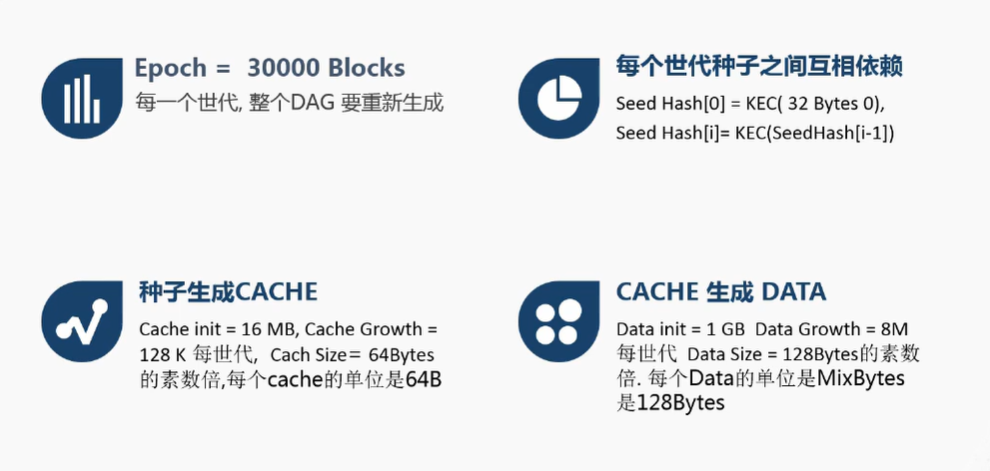 Epoch = 30000 Blocks
每一个世代, 整个DAG 要重新生成
每个世代种子之间互相依赖
Seed Hash[0] = KEC( 32 Bytes 0),
Seed Hash[i]= KEC(SeedHash[i-1])
种子生成CACHE
Cache init = 16 MB, Cache Growth =
128 K 每世代, Cach Size= 64Bytes
的素数倍,每个cache的单位是64B
CACHE 生成 DATA
Data init = 1 GB Data Growth = 8M
每世代 Data Size = 128Bytes的素数
倍. 每个Data的单位是MixBytes
是128Bytes